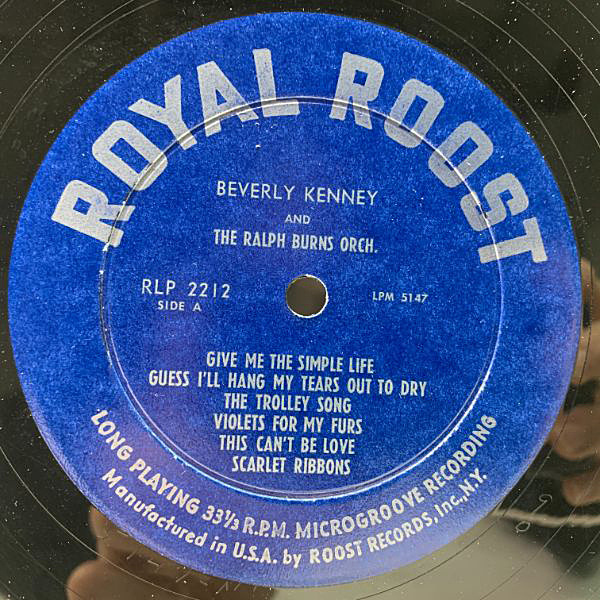 ROYAL ROOST
BEVERLY KENNEY
AND
THE RALPH BURNS ORCH.
RLP 2212
SIDE A
LPM 5147
GIVE ME THE SIMPLE LIFE
GUESS I'LL HANG MY TEARS OUT TO DRY
THE TROLLEY SONG
VIOLETS FOR MY FURS
THIS CAN'T BE LOVE
SCARLET RIBBONS
LONG PLAYING 33⅓ R.P.M. MICROGROOVE RECORDING
Manufactured in U.S.A. by ROOST RECORDS, Inc., N.Y.